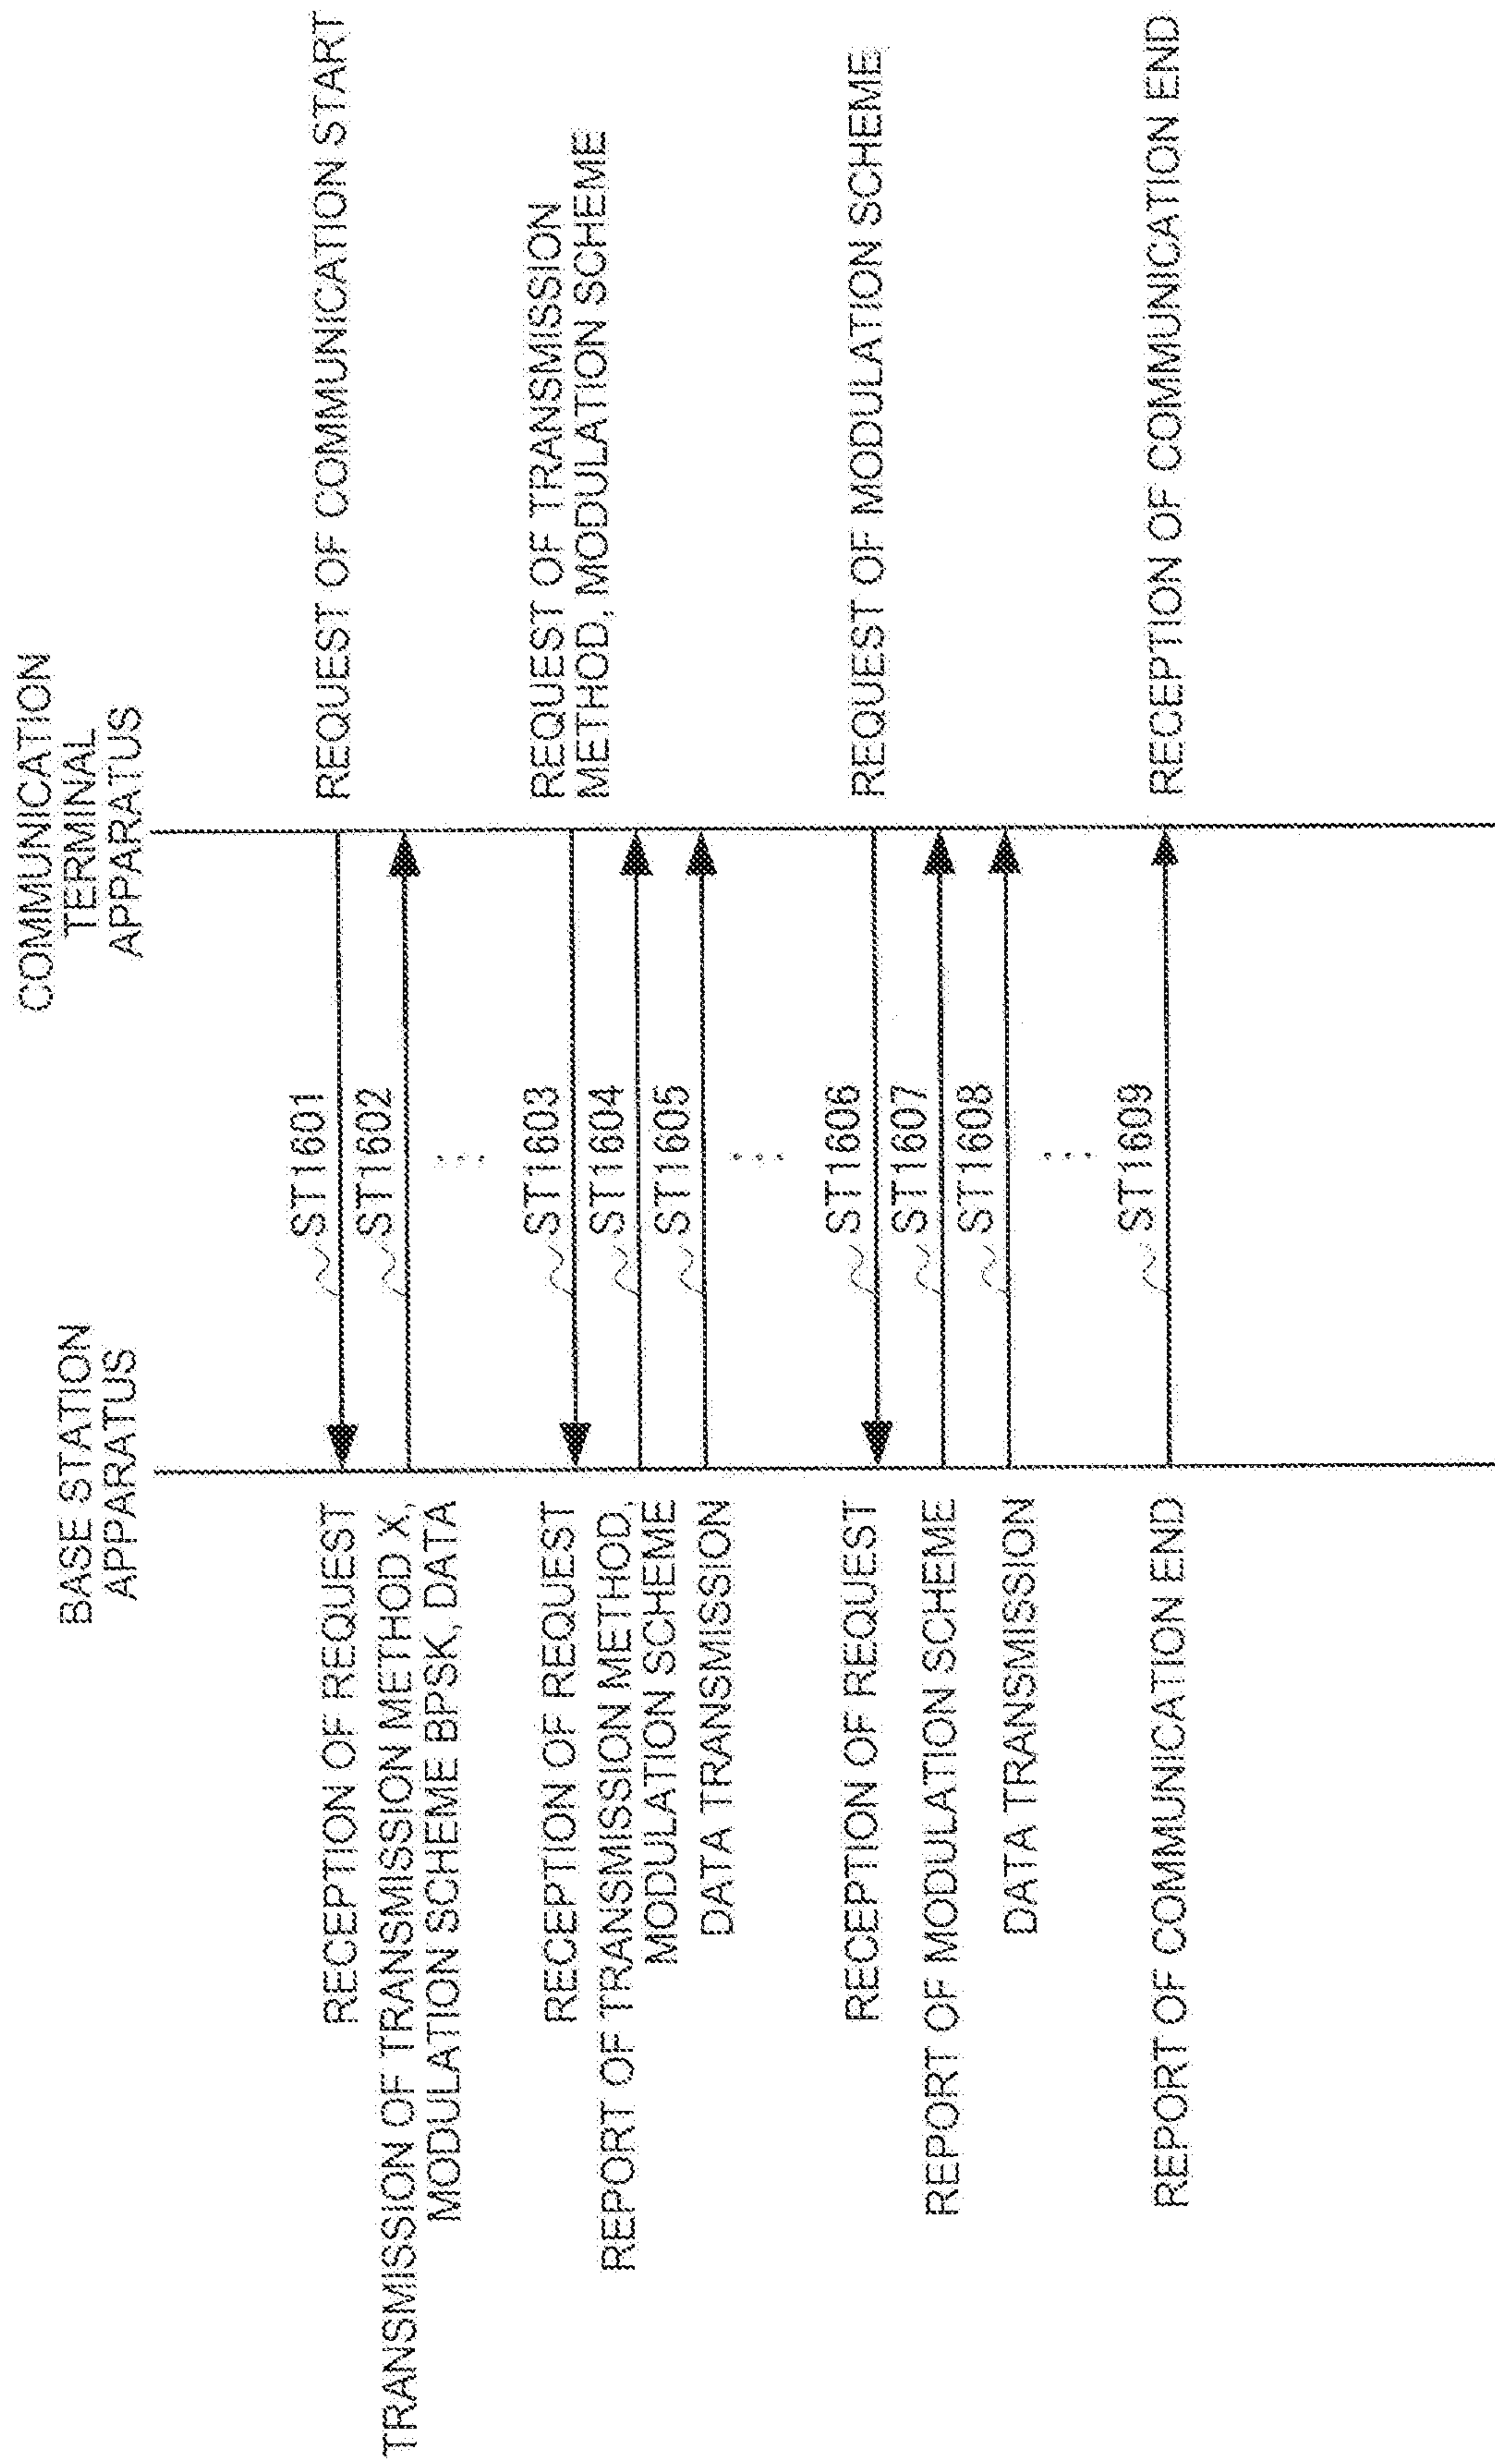 BASE STATION
APPARATUS
COMMUNICATION
TERMINAL
APPARATUS
RECEPTION OF REQUEST
ST1601
REQUEST OF COMMUNICATION START
TRANSMISSION OF TRANSMISSION METHOD X,
MODULATION SCHEME BPSK, DATA
ST1602
...
RECEPTION OF REQUEST
ST1603
REQUEST OF TRANSMISSION
METHOD, MODULATION SCHEME
REPORT OF TRANSMISSION METHOD,
MODULATION SCHEME
ST1604
DATA TRANSMISSION
ST1605
...
RECEPTION OF REQUEST
ST1606
REQUEST OF MODULATION SCHEME
REPORT OF MODULATION SCHEME
ST1607
DATA TRANSMISSION
ST1608
...
REPORT OF COMMUNICATION END
ST1609
RECEPTION OF COMMUNICATION END